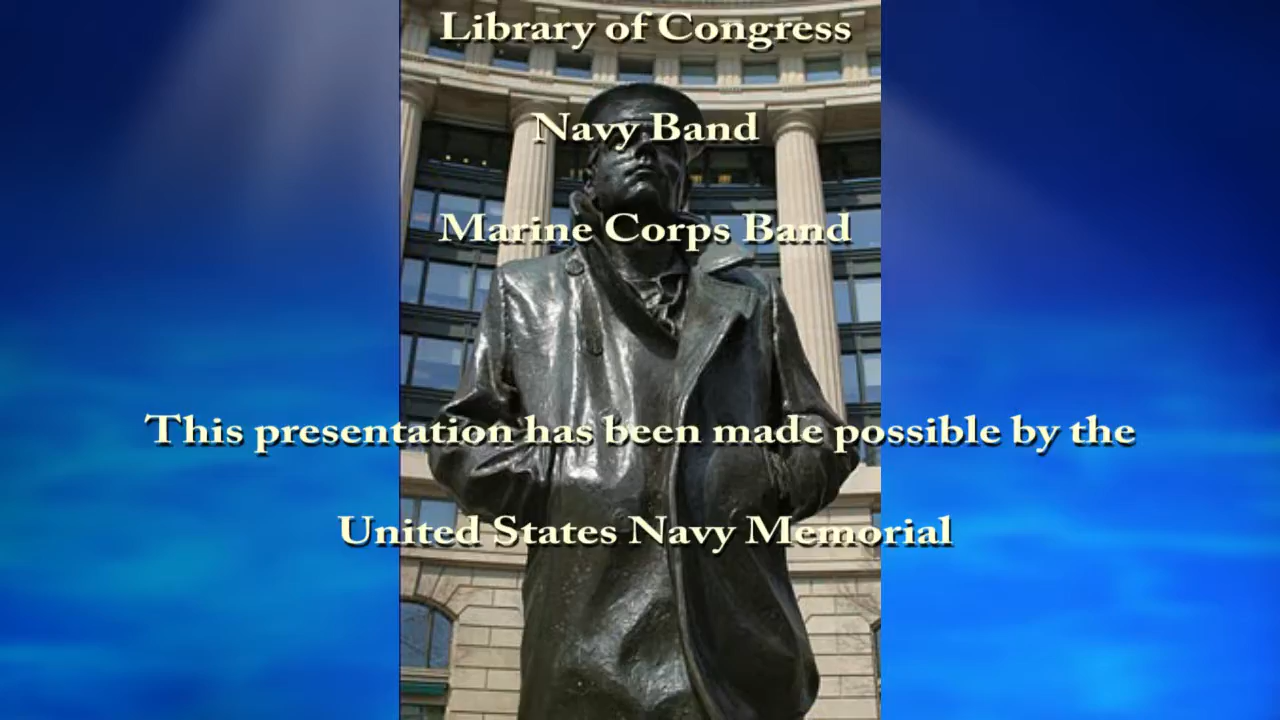 Library of Congress
Navy Band
Marine Corps Band
This presentation has been made possible by the
United States Navy Memorial